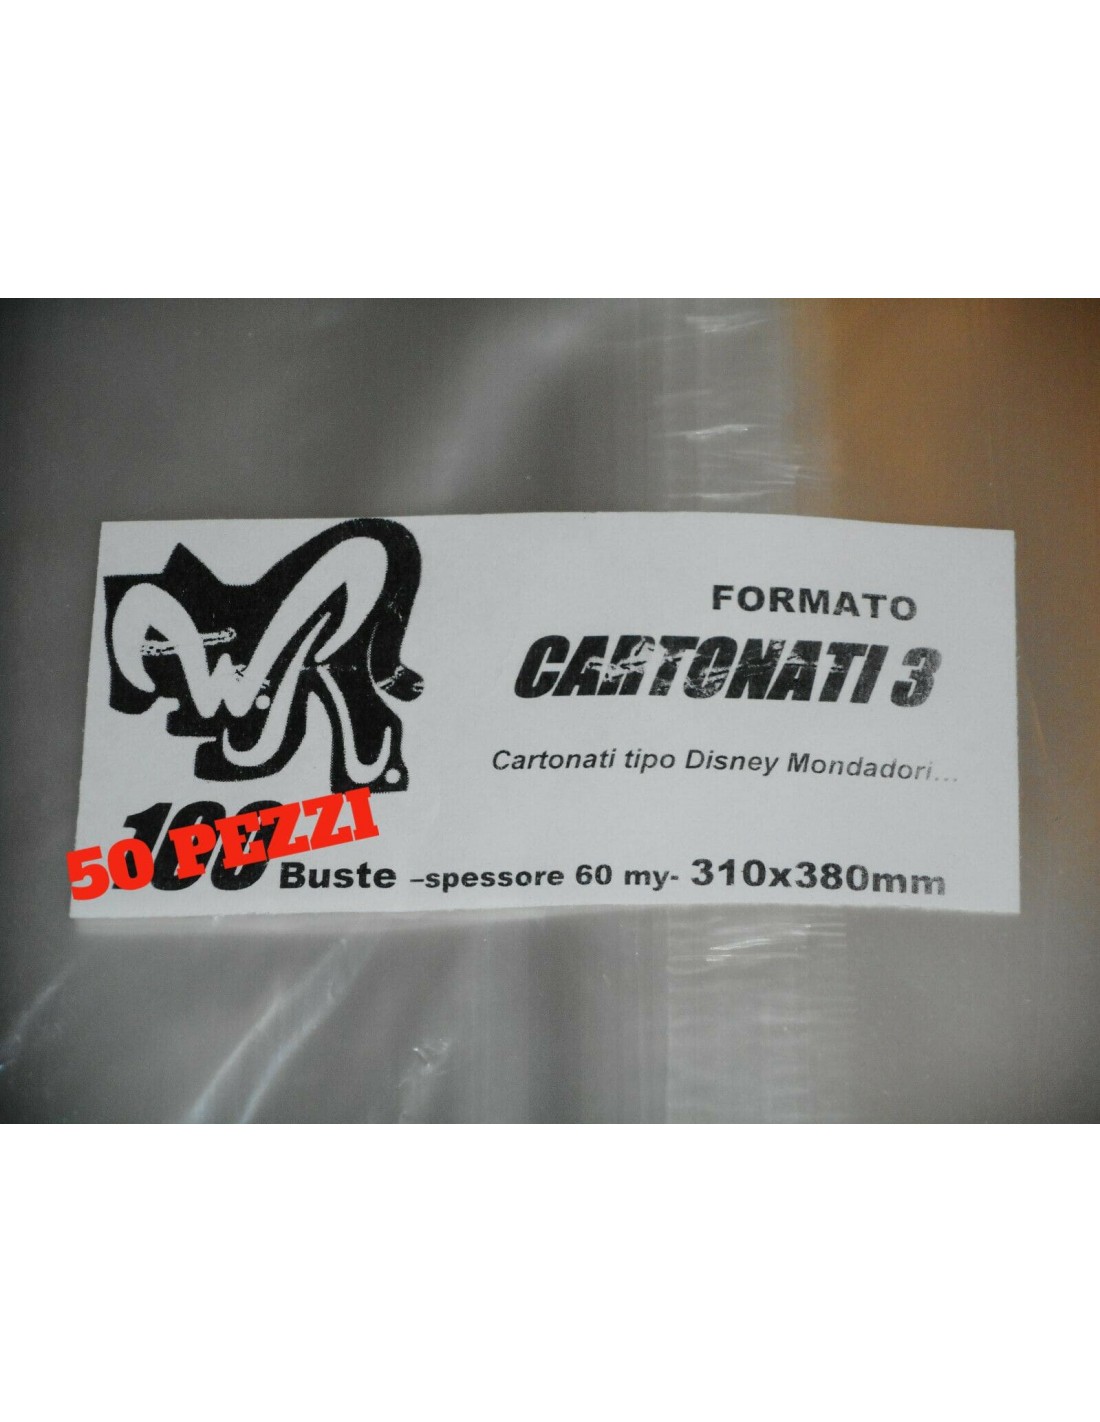 W.R.
FORMATO
CARTONATI 3
Cartonati tipo Disney Mondadori...
50 PEZZI
100 Buste –spessore 60 my- 310x380mm